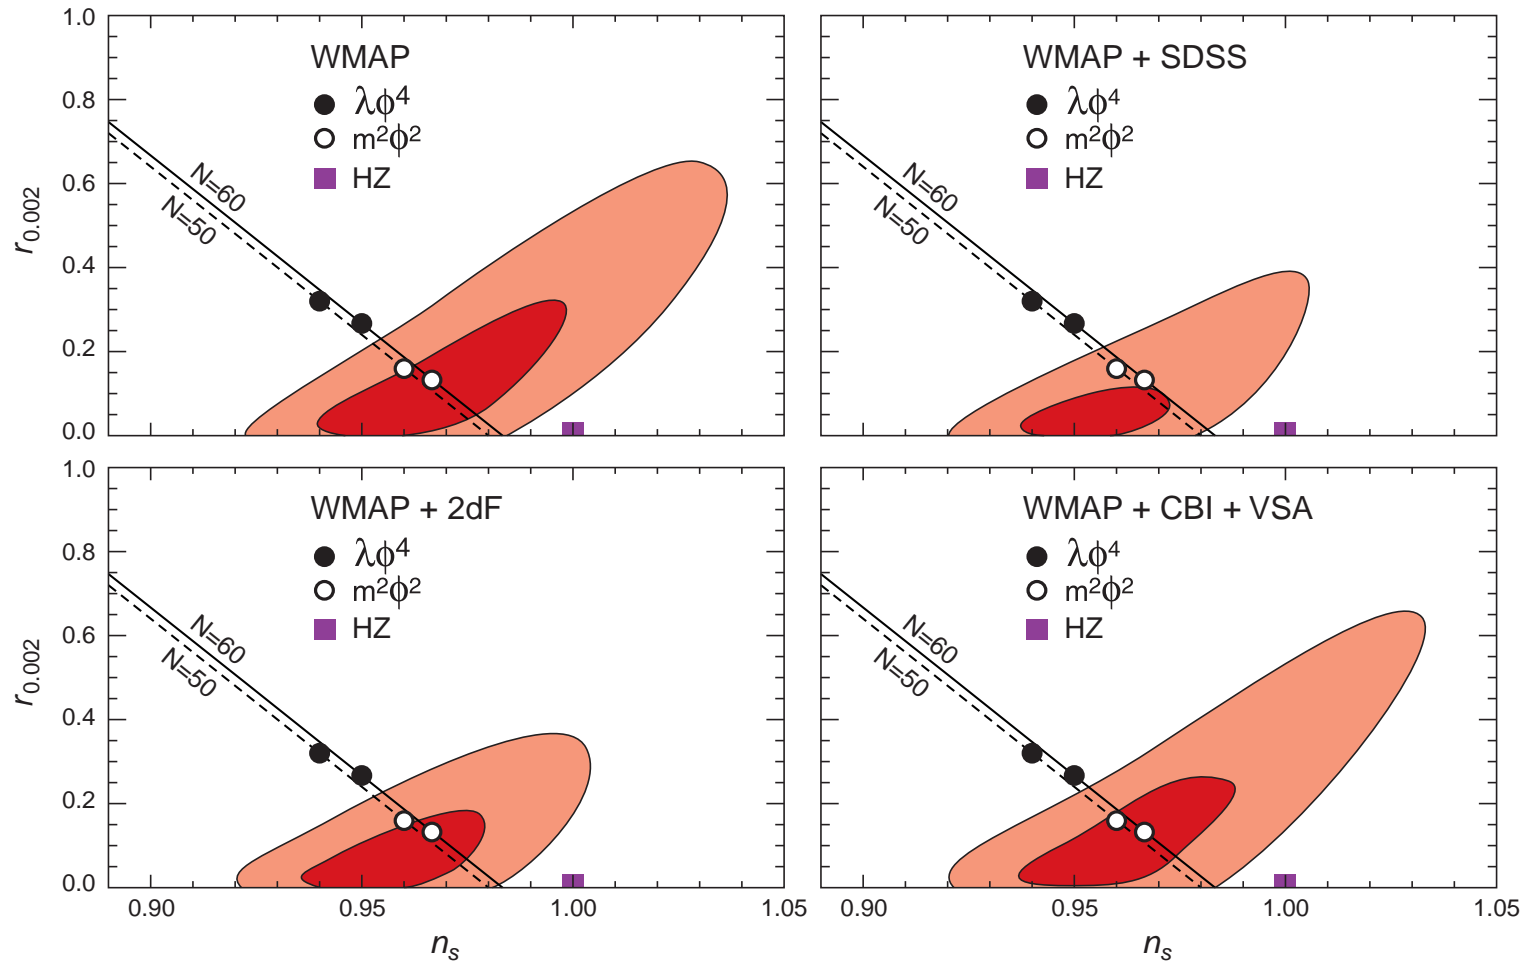 1.0
0.8
0.6
0.4
0.2
0.0
r0.002
WMAP
λϕ⁴
m²ϕ²
HZ
N=60
N=50
WMAP + SDSS
λϕ⁴
m²ϕ²
HZ
N=60
N=50
1.0
0.8
0.6
0.4
0.2
0.0
r0.002
WMAP + 2dF
λϕ⁴
m²ϕ²
HZ
N=60
N=50
WMAP + CBI + VSA
λϕ⁴
m²ϕ²
HZ
N=60
N=50
0.90 0.95 1.00 1.05
0.90 0.95 1.00 1.05
ns
ns